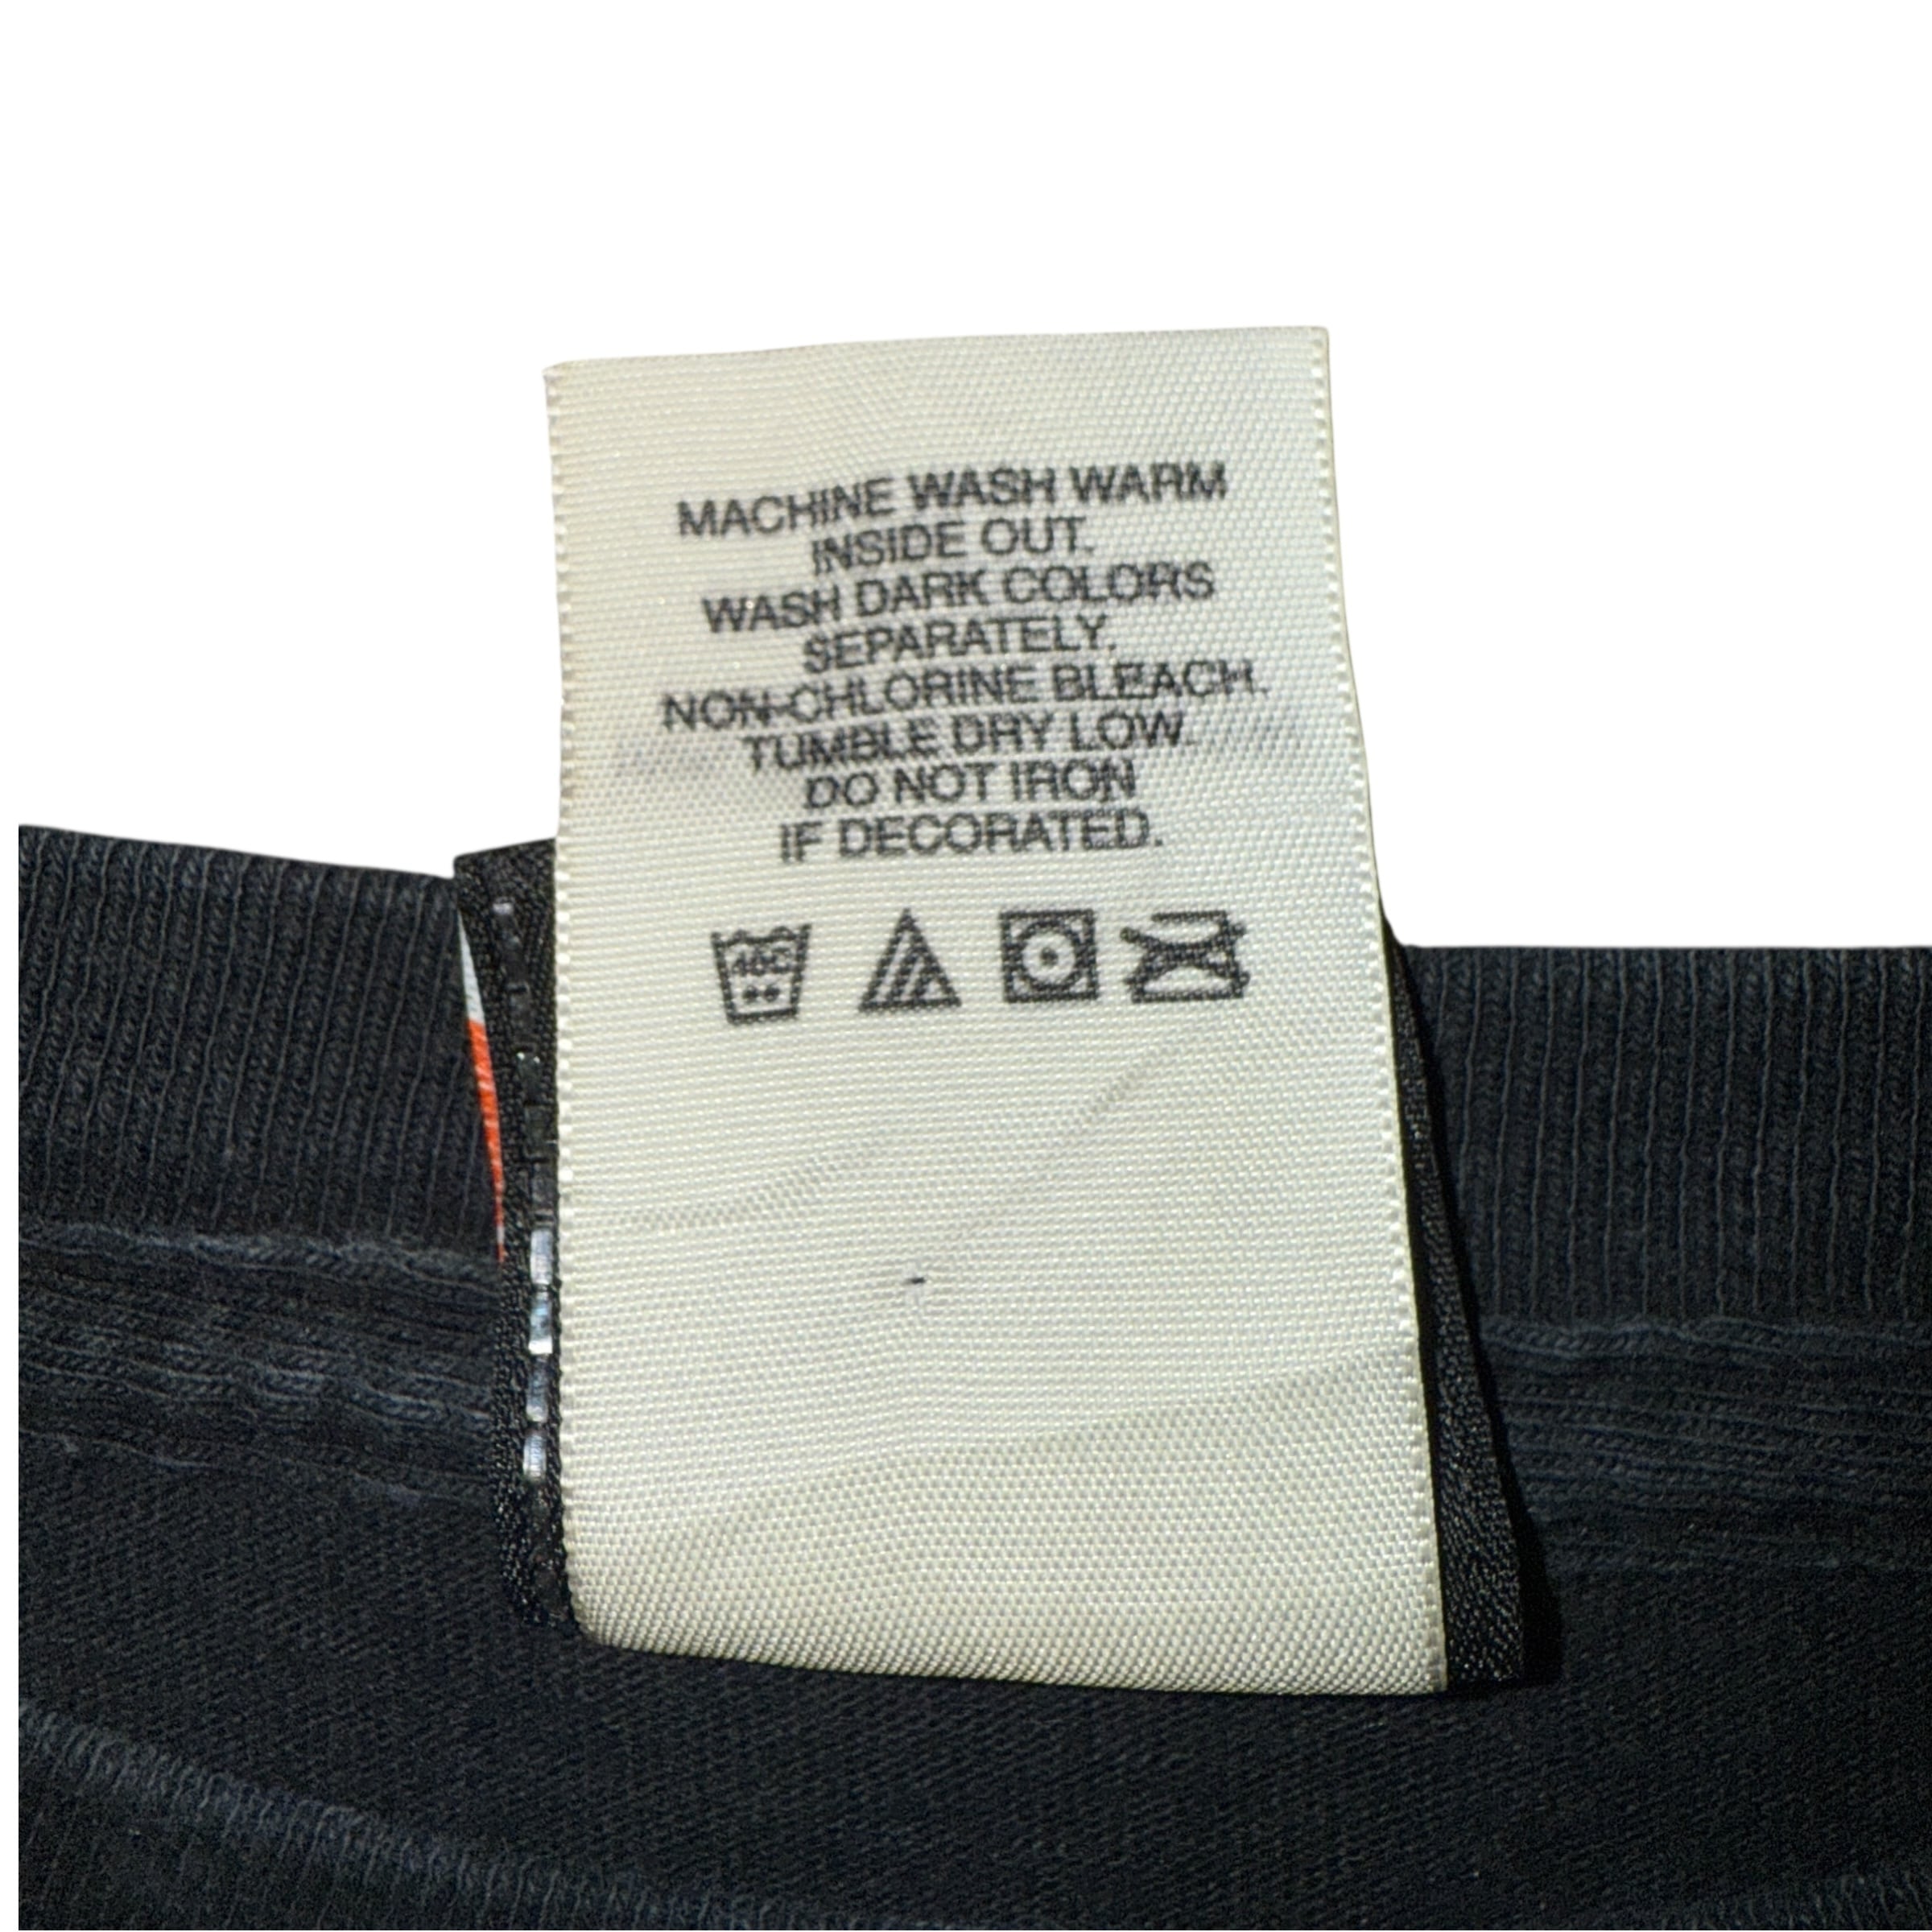 MACHINE WASH WARM
INSIDE OUT.
WASH DARK COLORS
SEPARATELY.
NON-CHLORINE BLEACH.
TUMBLE DRY LOW.
DO NOT IRON
IF DECORATED.
40C